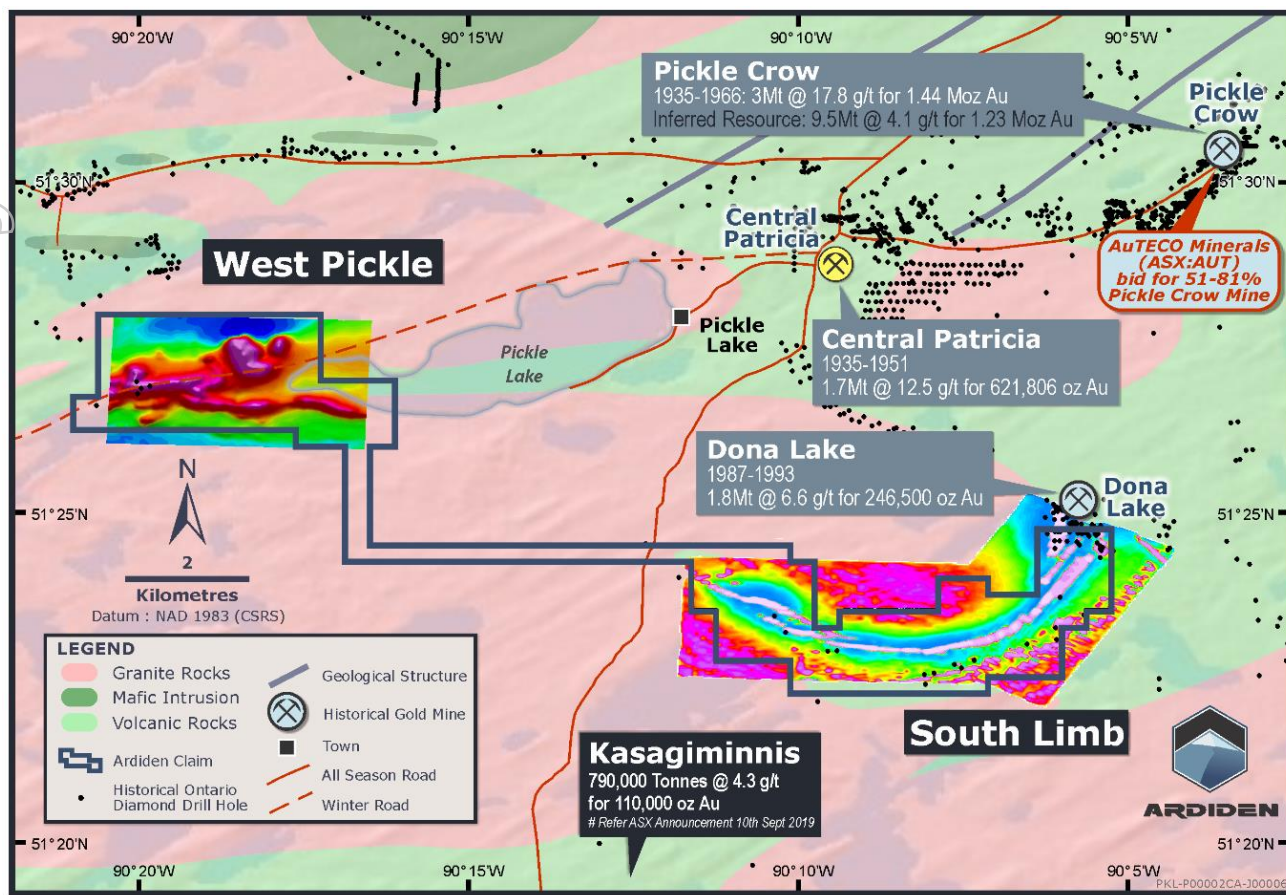 90°20'W
90°15'W
90°10'W
90°5'W
Pickle Crow
1935-1966: 3Mt @ 17.8 g/t for 1.44 Moz Au
Inferred Resource: 9.5Mt @ 4.1 g/t for 1.23 Moz Au
Pickle
Crow
51°30'N
51°30'N
Central
Patricia
AuTECO Minerals
(ASX:AUT)
bid for 51-81%
Pickle Crow Mine
West Pickle
Pickle
Lake
Pickle
Lake
Central Patricia
1935-1951
1.7Mt @ 12.5 g/t for 621,806 oz Au
Dona Lake
1987-1993
1.8Mt @ 6.6 g/t for 246,500 oz Au
Dona
Lake
N
51°25'N
51°25'N
2
Kilometres
Datum : NAD 1983 (CSRS)
LEGEND
Granite Rocks
Mafic Intrusion
Volcanic Rocks
Ardiden Claim
Historical Ontario
Diamond Drill Hole
Geological Structure
Historical Gold Mine
Town
All Season Road
Winter Road
South Limb
Kasagiminnis
790,000 Tonnes @ 4.3 g/t
for 110,000 oz Au
# Refer ASX Announcement 10th Sept 2019
ARDIDEN
51°20'N
51°20'N
90°20'W
90°15'W
90°10'W
90°5'W